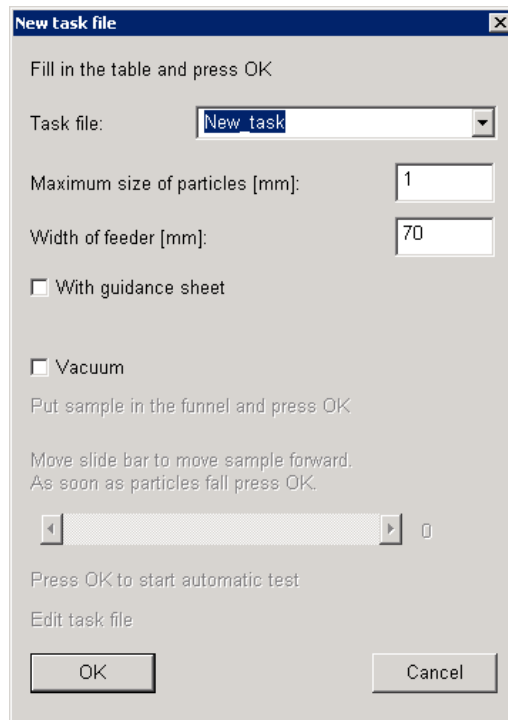 New task file
Fill in the table and press OK
Task file: New_task
Maximum size of particles [mm]: 1
Width of feeder [mm]: 70
With guidance sheet
Vacuum
Put sample in the funnel and press OK
Move slide bar to move sample forward.
As soon as particles fall press OK.
0
Press OK to start automatic test
Edit task file
OK Cancel